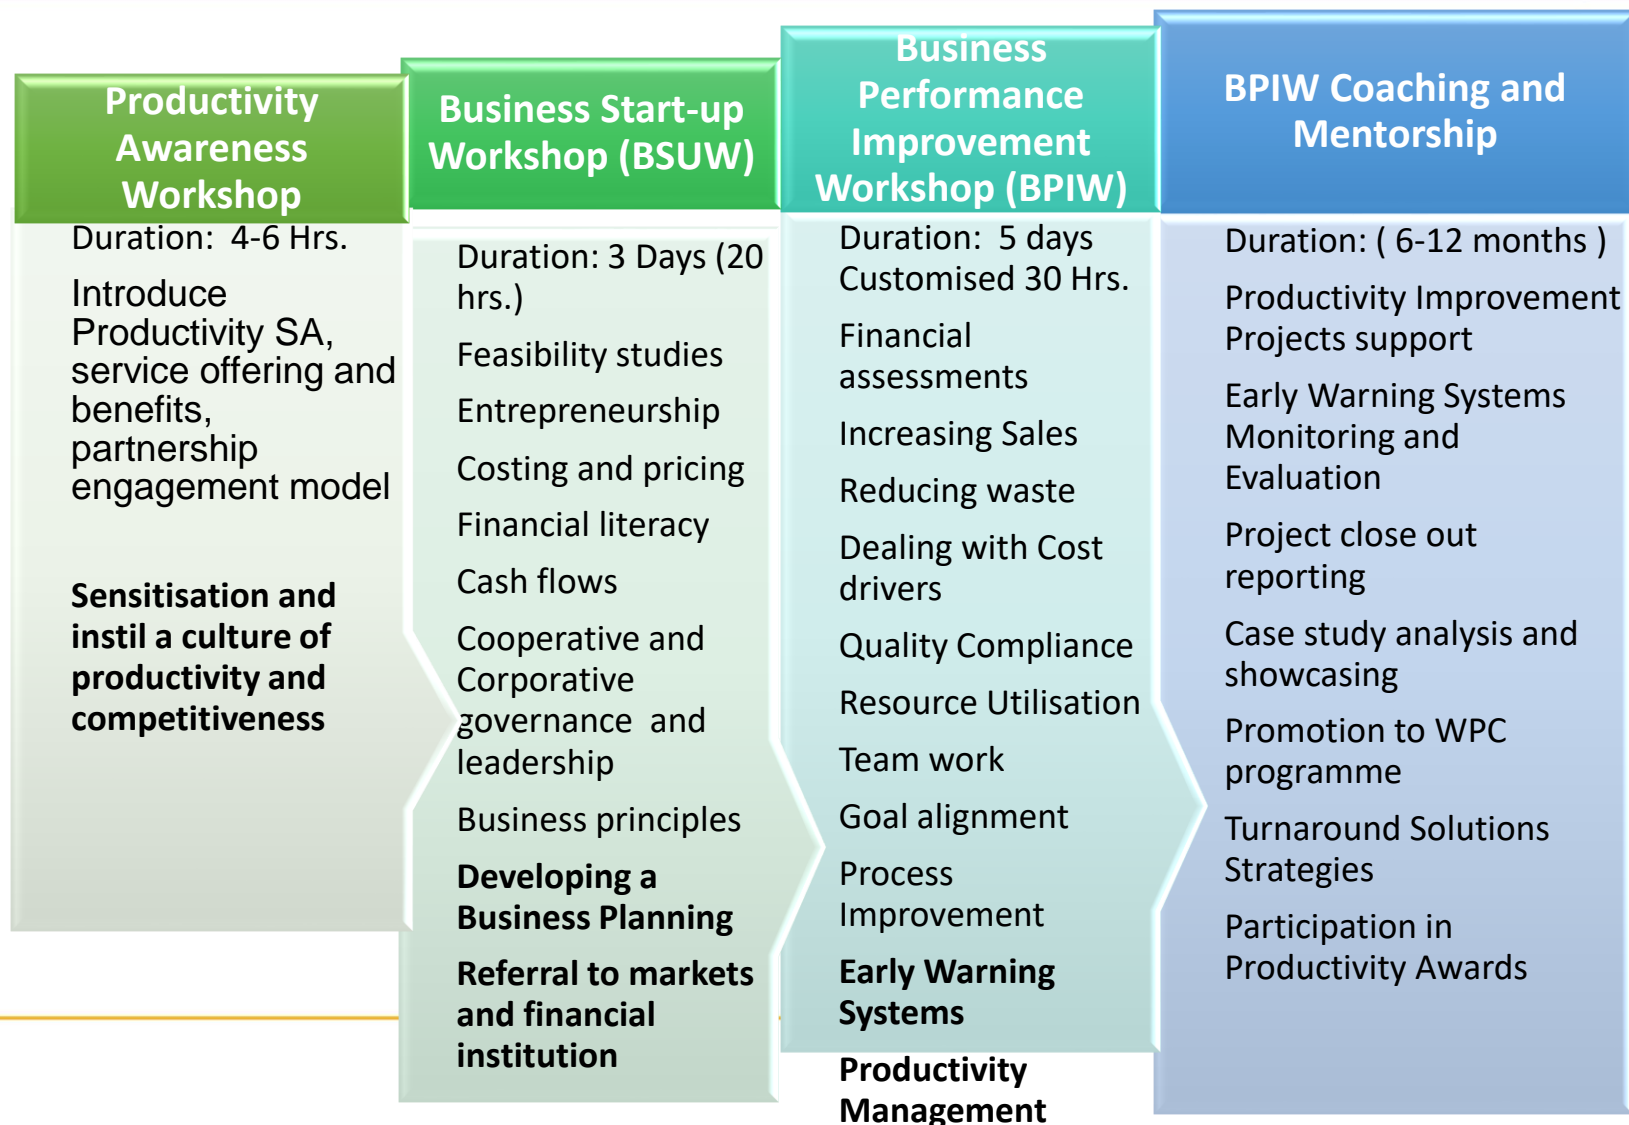 Productivity
Awareness
Workshop
Duration: 4-6 Hrs.
Introduce
Productivity SA,
service offering and
benefits,
partnership
engagement model
Sensitisation and
instil a culture of
productivity and
competitiveness
Business Start-up
Workshop (BSUW)
Duration: 3 Days (20
hrs.)
Feasibility studies
Entrepreneurship
Costing and pricing
Financial literacy
Cash flows
Cooperative and
Corporative
governance and
leadership
Business principles
Developing a
Business Planning
Referral to markets
and financial
institution
Business
Performance
Improvement
Workshop (BPIW)
Duration: 5 days
Customised 30 Hrs.
Financial
assessments
Increasing Sales
Reducing waste
Dealing with Cost
drivers
Quality Compliance
Resource Utilisation
Team work
Goal alignment
Process
Improvement
Early Warning
Systems
Productivity
Management
BPIW Coaching and
Mentorship
Duration: ( 6-12 months )
Productivity Improvement
Projects support
Early Warning Systems
Monitoring and
Evaluation
Project close out
reporting
Case study analysis and
showcasing
Promotion to WPC
programme
Turnaround Solutions
Strategies
Participation in
Productivity Awards